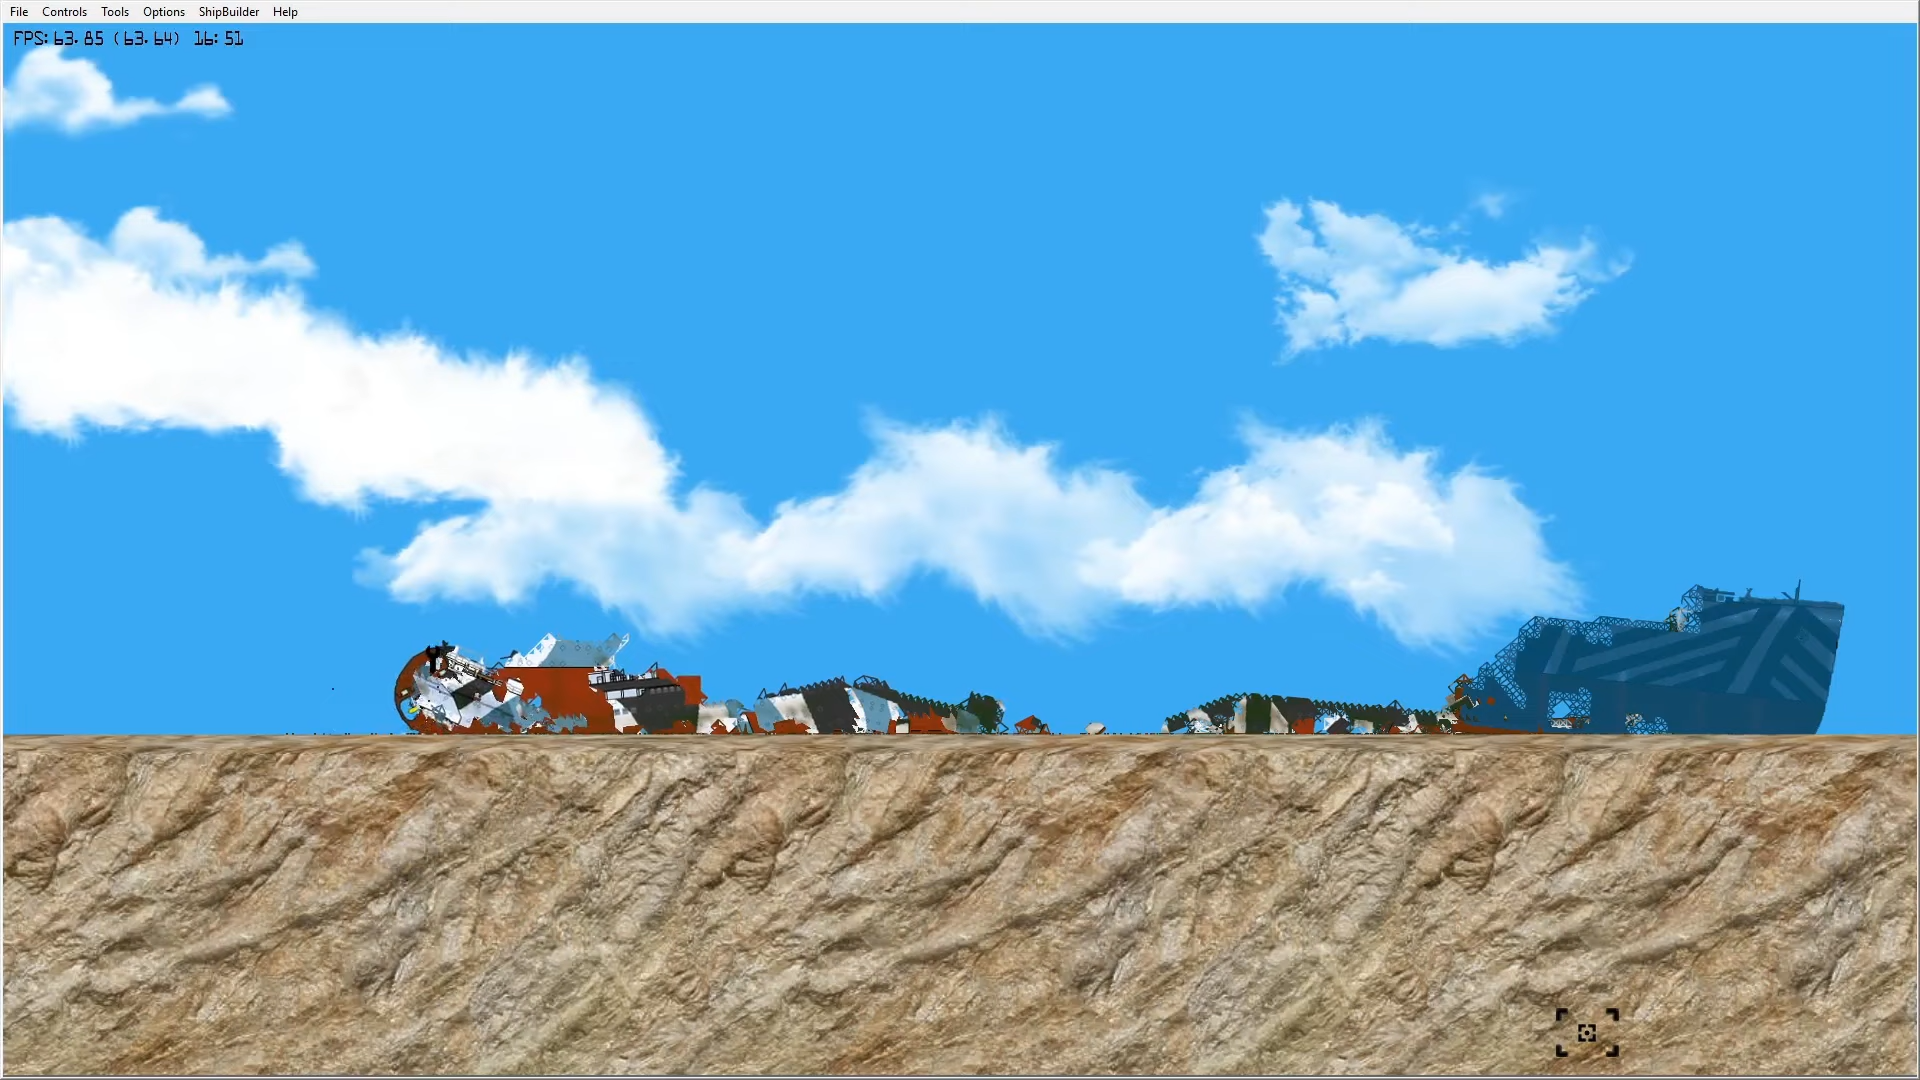 File Controls Tools Options ShipBuilder Help
FPS: 63.85 (63.64) 16:51